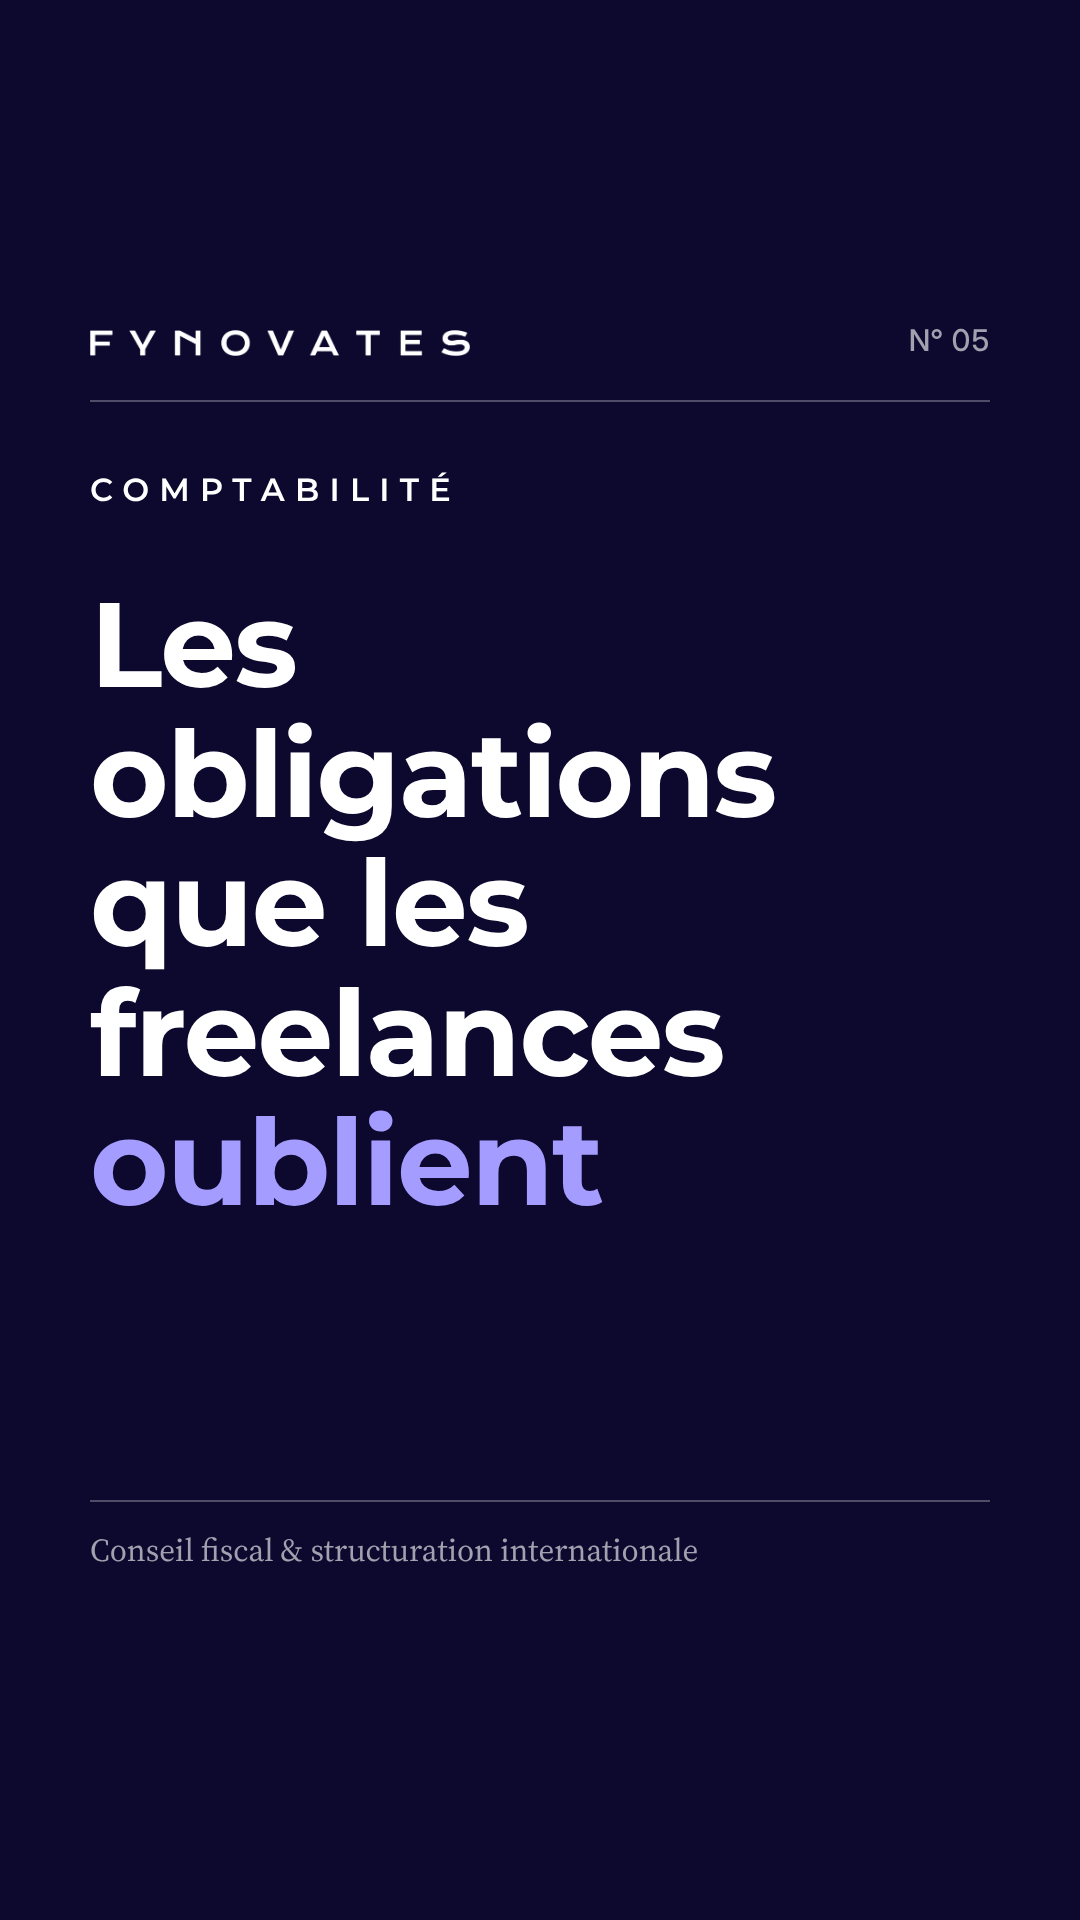 FYNOVATES
N° 05
COMPTABILITÉ
Les
obligations
que les
freelances
oublient
Conseil fiscal & structuration internationale